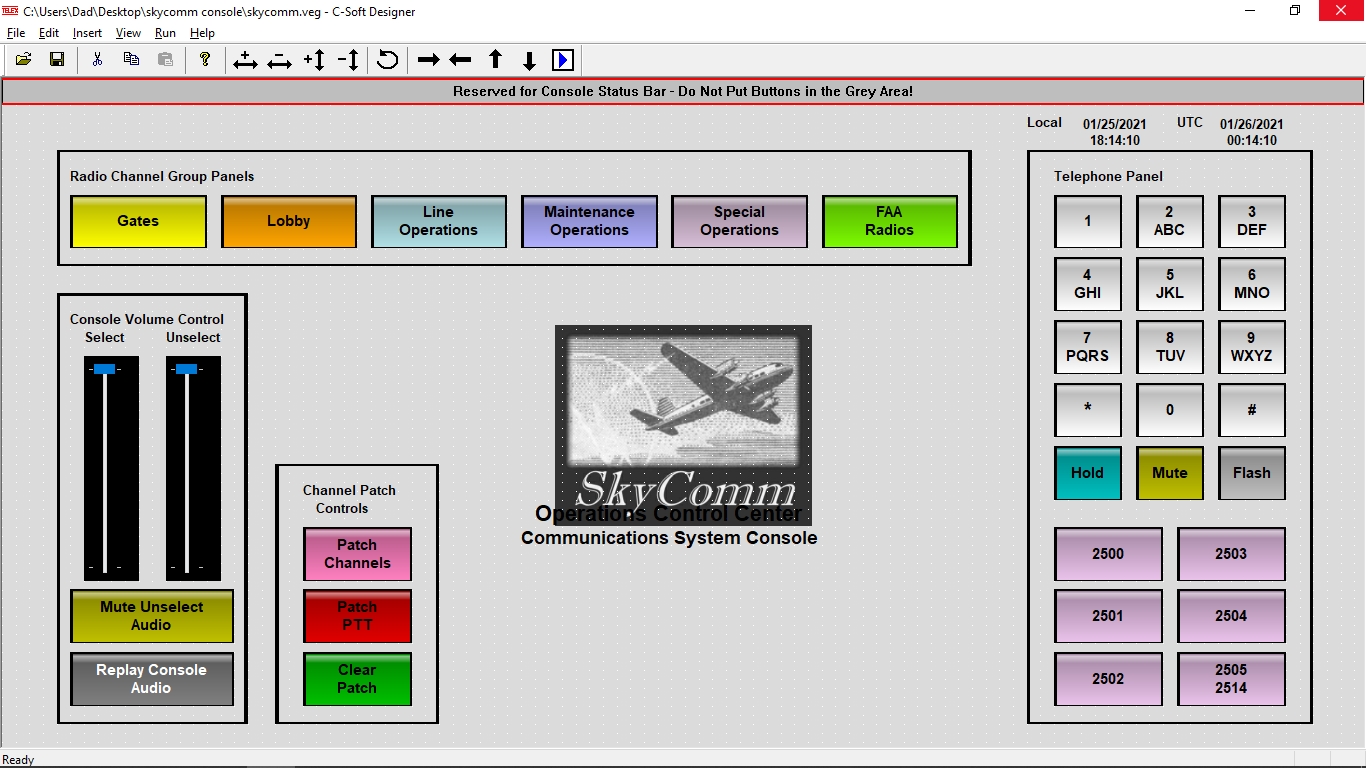 TELEX C:\Users\Dad\Desktop\skycomm console\skycomm.veg - C-Soft Designer
File Edit Insert View Run Help
Reserved for Console Status Bar - Do Not Put Buttons in the Grey Area!
Local 01/25/2021 UTC 01/26/2021
18:14:10 00:14:10
Radio Channel Group Panels
Gates
Lobby
Line
Operations
Maintenance
Operations
Special
Operations
FAA
Radios
Console Volume Control
Select Unselect
Mute Unselect
Audio
Replay Console
Audio
Channel Patch
Controls
Patch
Channels
Patch
PTT
Clear
Patch
SkyComm
Operations Control Center
Communications System Console
Telephone Panel
1
2
ABC
3
DEF
4
GHI
5
JKL
6
MNO
7
PQRS
8
TUV
9
WXYZ
*
0
#
Hold
Mute
Flash
2500
2503
2501
2504
2502
2505
2514
Ready